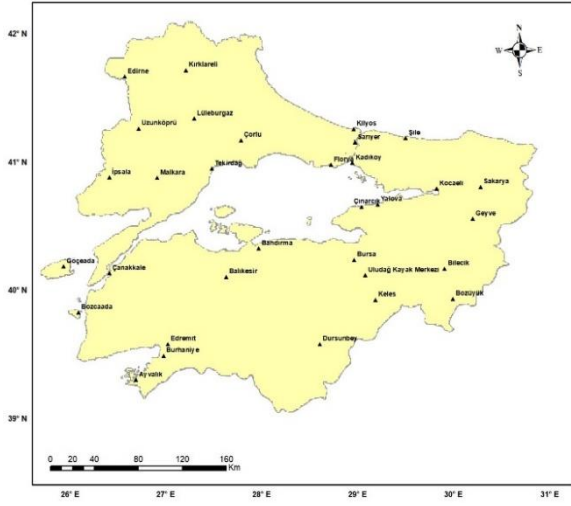 42° N
N
W E
S
Kırklareli
Edirne
Lüleburgaz
Uzunköprü
Kilyos
Çorlu
Şile
Sarıyer
41° N
Tekirdağ
Florya
Kadıköy
İpsala
Malkara
Kocaeli
Sakarya
Çınarcık
Yalova
Geyve
Bandırma
Gökçeada
Çanakkale
Bursa
Bilecik
40° N
Balıkesir
Uludağ Kayak Merkezi
Keles
Bozüyük
Bozcaada
Edremit
Dursunbey
Burhaniye
Ayvalık
39° N
0 20 40 80 120 160
Km
26° E 27° E 28° E 29° E 30° E 31° E